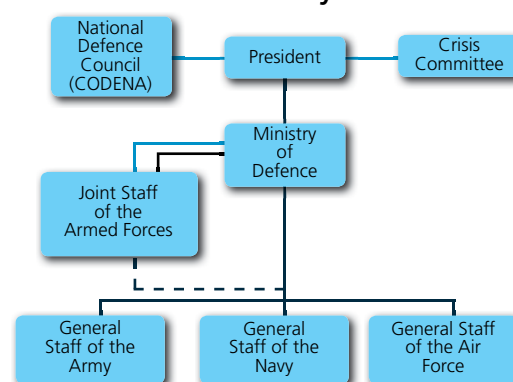 National
Defence
Council
(CODENA)
President
Crisis
Committee
Ministry
of
Defence
Joint Staff
of the
Armed Forces
General
Staff of the
Army
General
Staff of the
Navy
General Staff
of the Air
Force